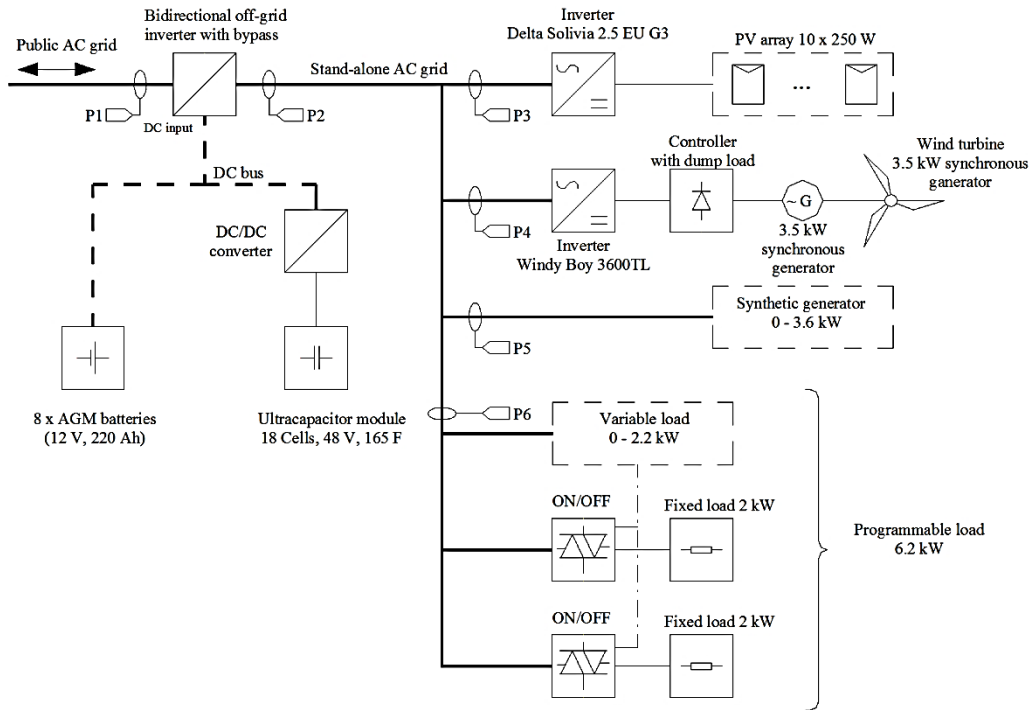 Public AC grid
Bidirectional off-grid
inverter with bypass
P1
DC input
P2
Stand-alone AC grid
DC bus
DC/DC
converter
8 x AGM batteries
(12 V, 220 Ah)
Ultracapacitor module
18 Cells, 48 V, 165 F
Inverter
Delta Solivia 2.5 EU G3
P3
PV array 10 x 250 W
...
P4
Inverter
Windy Boy 3600TL
Controller
with dump load
~G
3.5 kW
synchronous
generator
Wind turbine
3.5 kW synchronous
ganerator
P5
Synthetic generator
0 - 3.6 kW
P6
Variable load
0 - 2.2 kW
ON/OFF
Fixed load 2 kW
ON/OFF
Fixed load 2 kW
Programmable load
6.2 kW